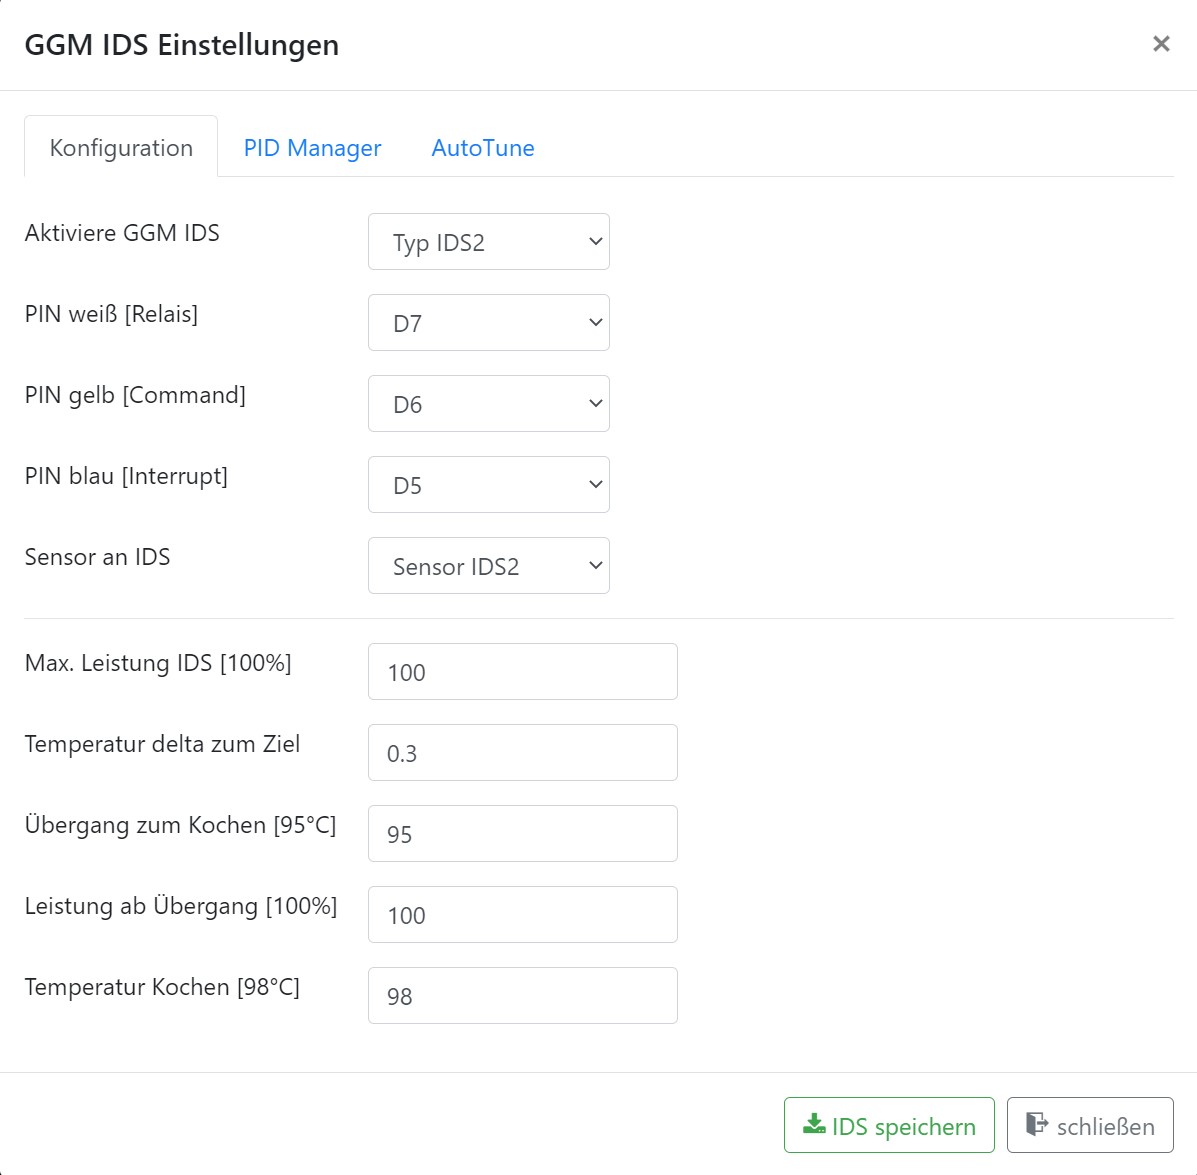 GGM IDS Einstellungen
×
Konfiguration PID Manager AutoTune
Aktiviere GGM IDS Typ IDS2
PIN weiß [Relais] D7
PIN gelb [Command] D6
PIN blau [Interrupt] D5
Sensor an IDS Sensor IDS2
Max. Leistung IDS [100%] 100
Temperatur delta zum Ziel 0.3
Übergang zum Kochen [95°C] 95
Leistung ab Übergang [100%] 100
Temperatur Kochen [98°C] 98
IDS speichern schließen